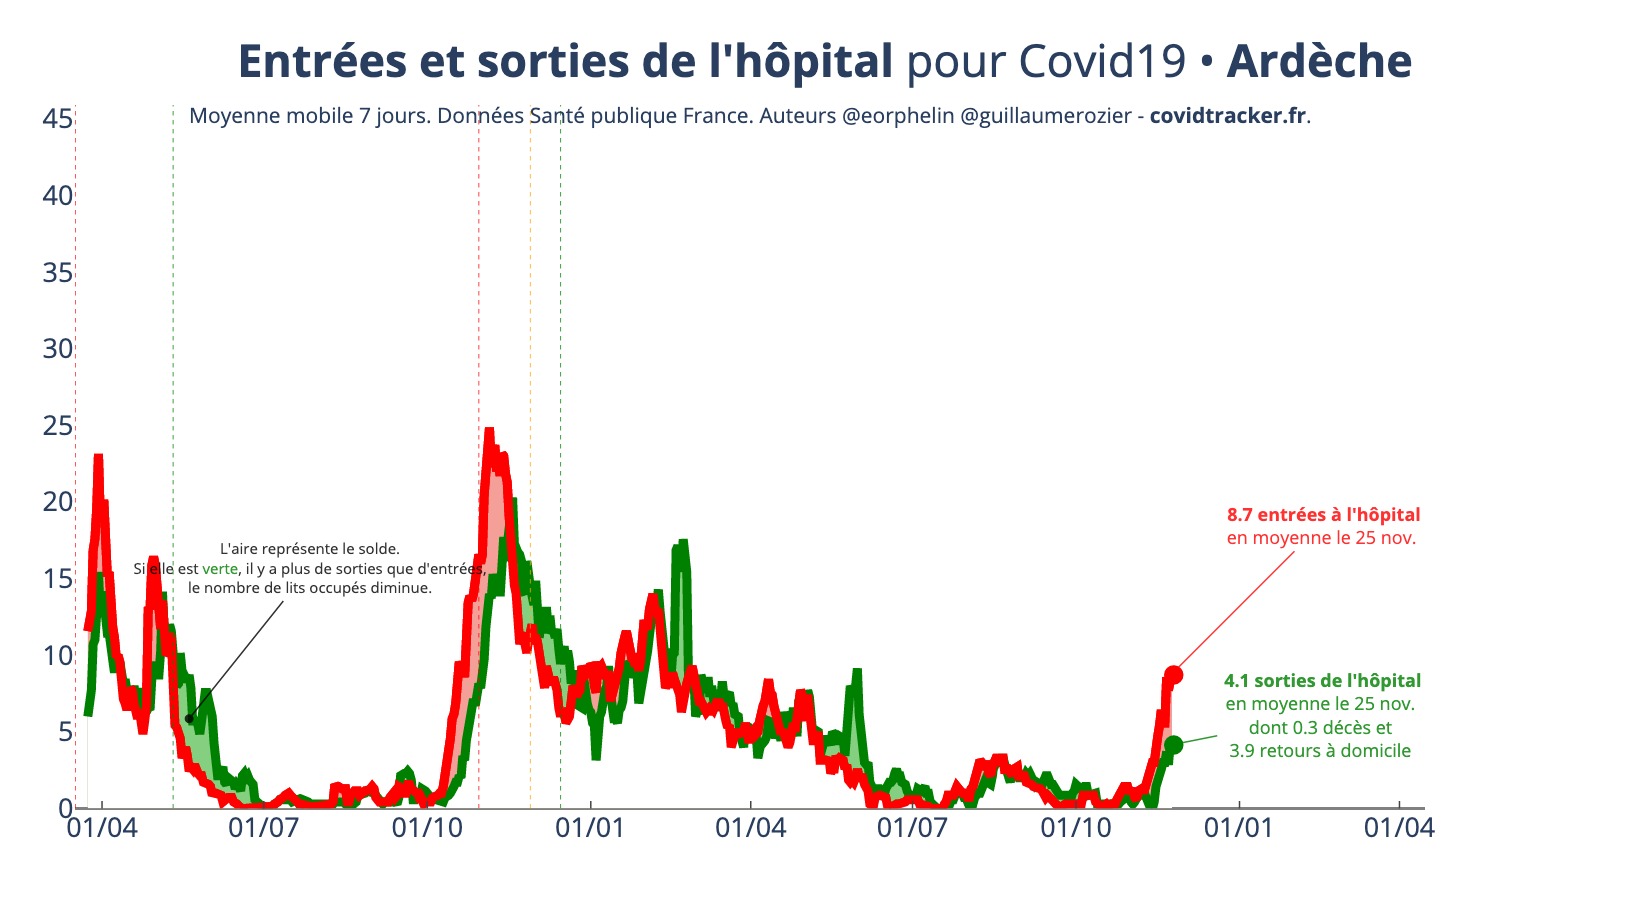 Entrées et sorties de l'hôpital pour Covid19 • Ardèche
Moyenne mobile 7 jours. Données Santé publique France. Auteurs @eorphelin @guillaumerozier - covidtracker.fr.
45
40
35
30
25
20
15
10
5
0
L'aire représente le solde.
Si elle est verte, il y a plus de sorties que d'entrées,
le nombre de lits occupés diminue.
8.7 entrées à l'hôpital
en moyenne le 25 nov.
4.1 sorties de l'hôpital
en moyenne le 25 nov.
dont 0.3 décès et
3.9 retours à domicile
01/04 01/07 01/10 01/01 01/04 01/07 01/10 01/01 01/04